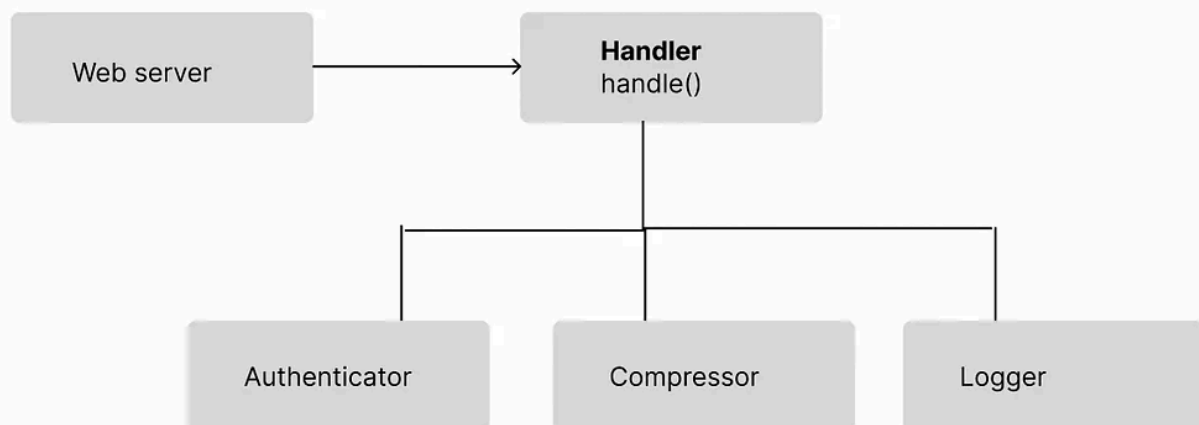 Web server
Handler
handle()
Authenticator
Compressor
Logger